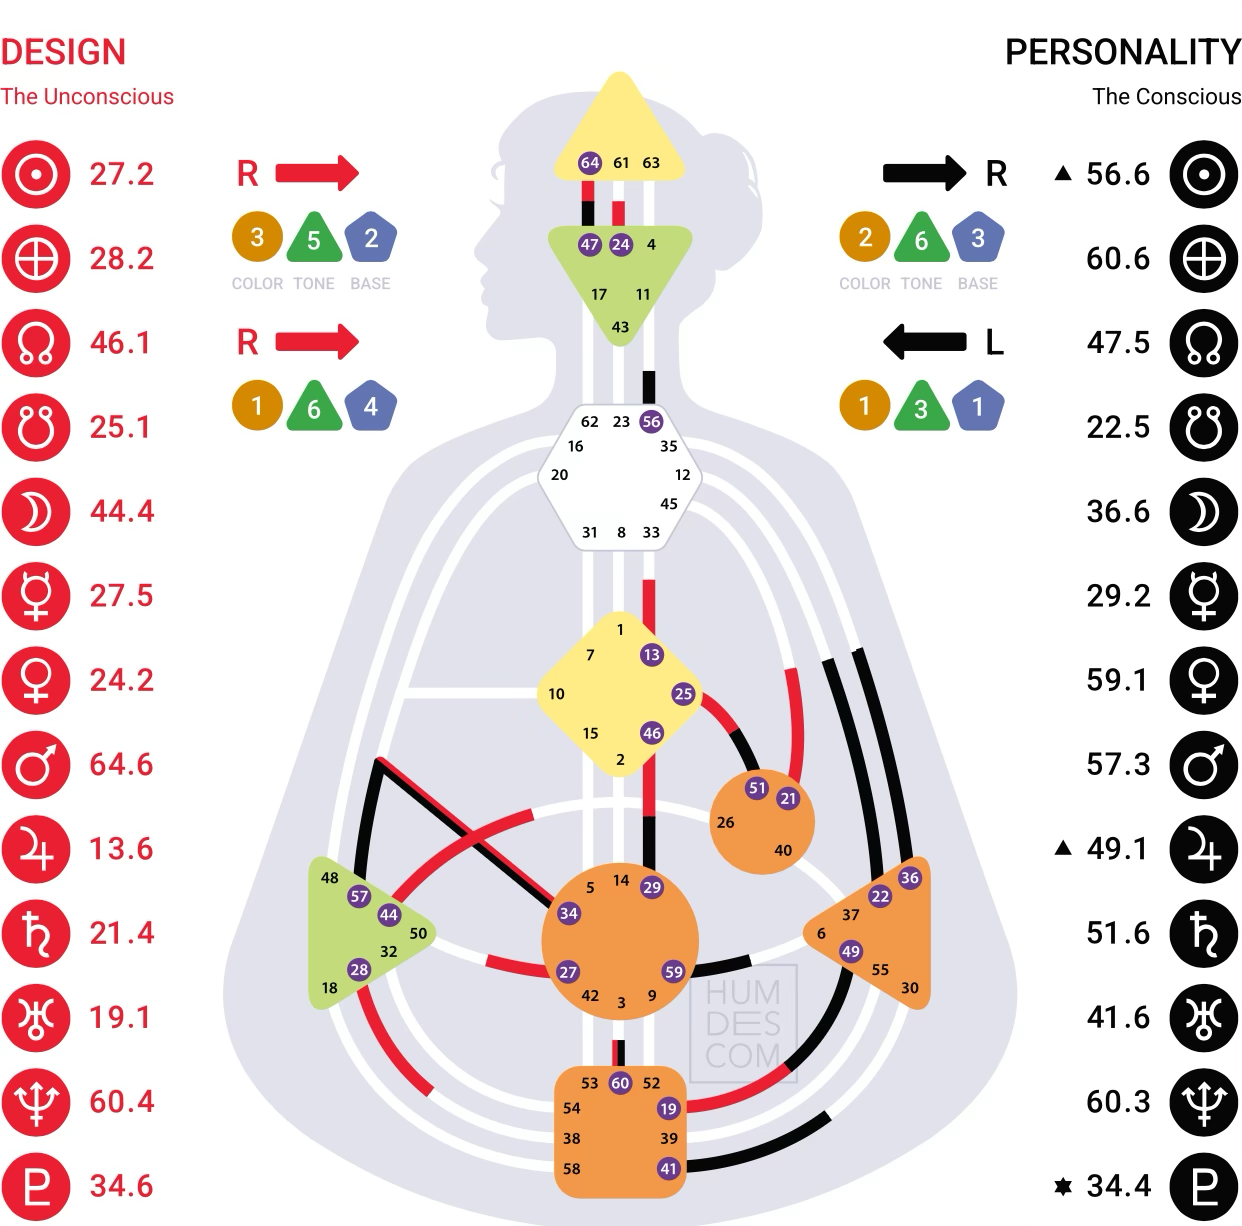 DESIGN
The Unconscious
27.2
28.2
46.1
25.1
44.4
27.5
24.2
64.6
13.6
21.4
19.1
60.4
34.6
R
3 5 2
COLOR TONE BASE
R
1 6 4
64 61 63
47 24 4
17 11
43
62 23 56
16 35
20 12
45
31 8 33
1
7 13
10 25
15 46
2
51 21
26
40
48
57
44
50
32
28
18
5 14 29
34
27 59
42 3 9
36
22
37
6
49
55
30
53 60 52
54 19
38 39
58 41
HUM
DES
COM
R
2 6 3
COLOR TONE BASE
L
1 3 1
PERSONALITY
The Conscious
56.6
60.6
47.5
22.5
36.6
29.2
59.1
57.3
49.1
51.6
41.6
60.3
34.4